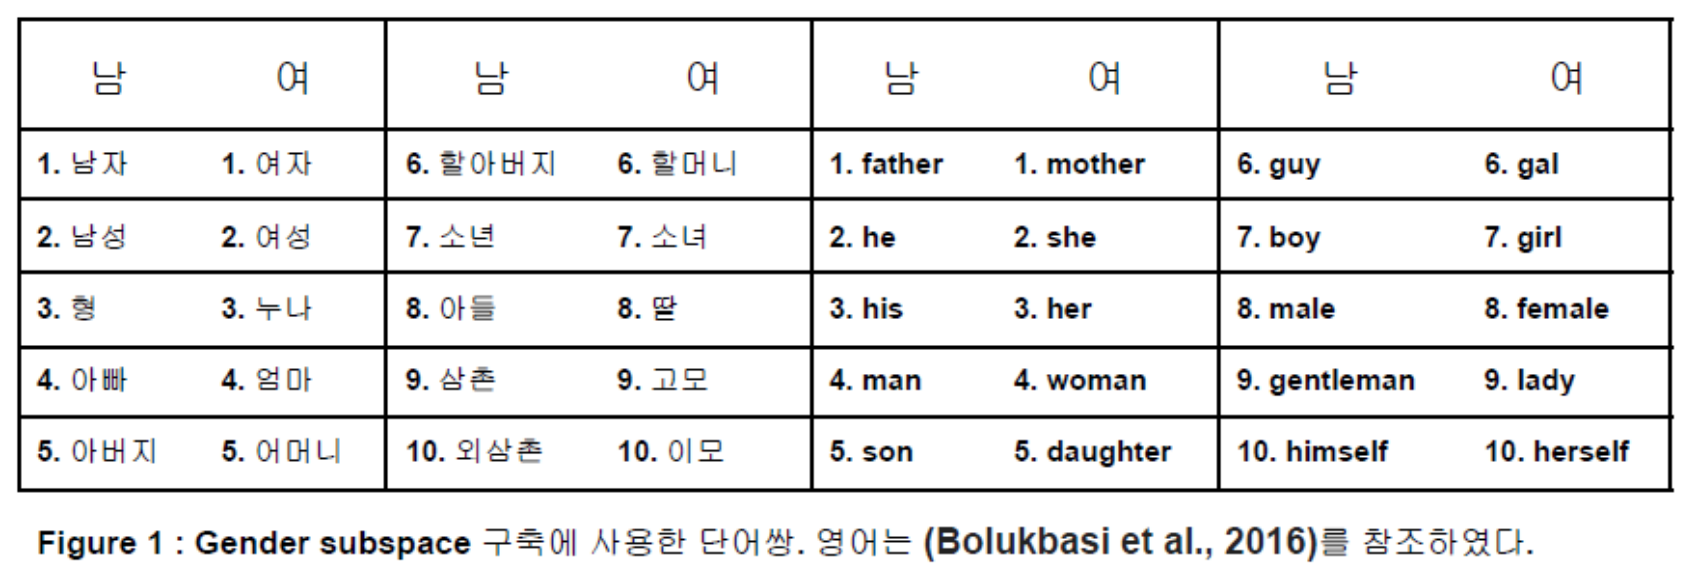 남 여 남 여 남 여 남 여
1. 남자 1. 여자 6. 할아버지 6. 할머니 1. father 1. mother 6. guy 6. gal
2. 남성 2. 여성 7. 소년 7. 소녀 2. he 2. she 7. boy 7. girl
3. 형 3. 누나 8. 아들 8. 딸 3. his 3. her 8. male 8. female
4. 아빠 4. 엄마 9. 삼촌 9. 고모 4. man 4. woman 9. gentleman 9. lady
5. 아버지 5. 어머니 10. 외삼촌 10. 이모 5. son 5. daughter 10. himself 10. herself
Figure 1 : Gender subspace 구축에 사용한 단어쌍. 영어는 (Bolukbasi et al., 2016)를 참조하였다.